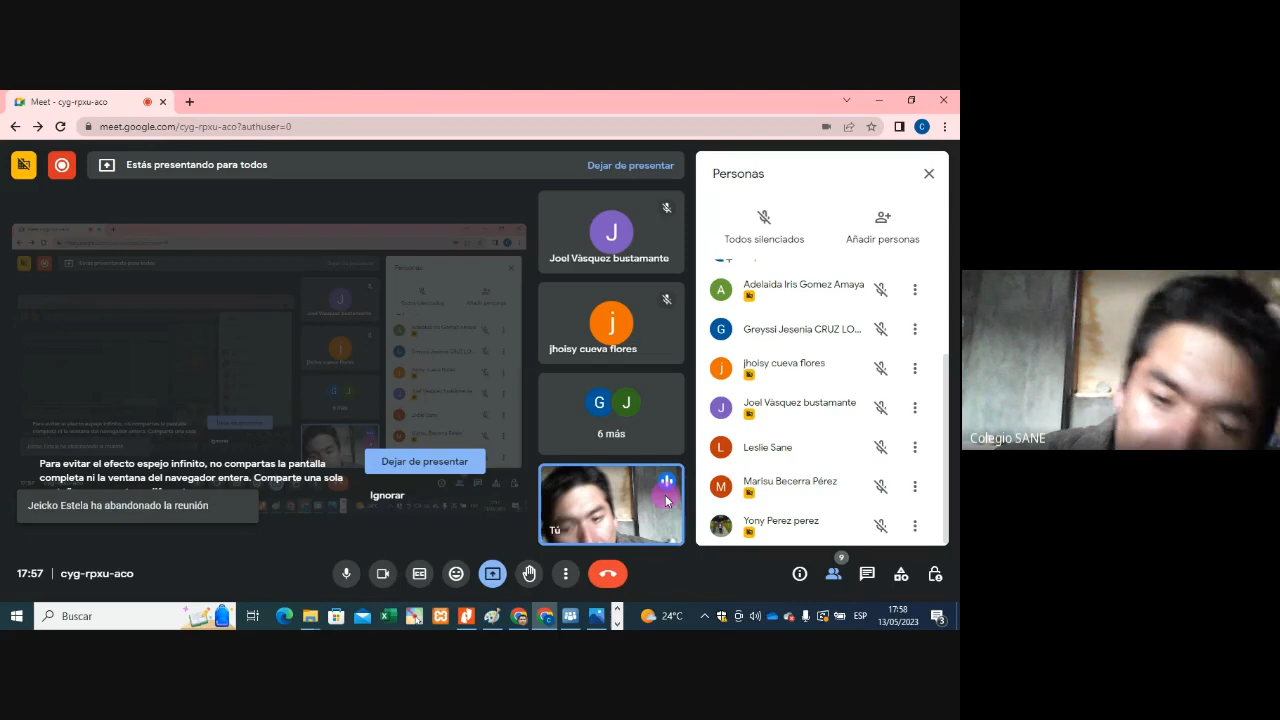 Meet - cyg-rpxu-aco
meet.google.com/cyg-rpxu-aco?authuser=0
Estás presentando para todos
Dejar de presentar
Personas
Todos silenciados
Añadir personas
J
Joel Vàsquez bustamante
j
jhoisy cueva flores
G J
6 más
Tú
A
Adelaida Iris Gomez Amaya
G
Greyssi Jesenia CRUZ LO...
j
jhoisy cueva flores
J
Joel Vàsquez bustamante
L
Leslie Sane
M
Marisu Becerra Pérez
Yony Perez perez
Para evitar el efecto espejo infinito, no compartas la pantalla
completa ni la ventana del navegador entera. Comparte una sola
Dejar de presentar
Ignorar
Jeicko Estela ha abandonado la reunión
17:57 | cyg-rpxu-aco
9
Buscar
24°C
ESP
17:58
13/05/2023
3
Colegio SANE